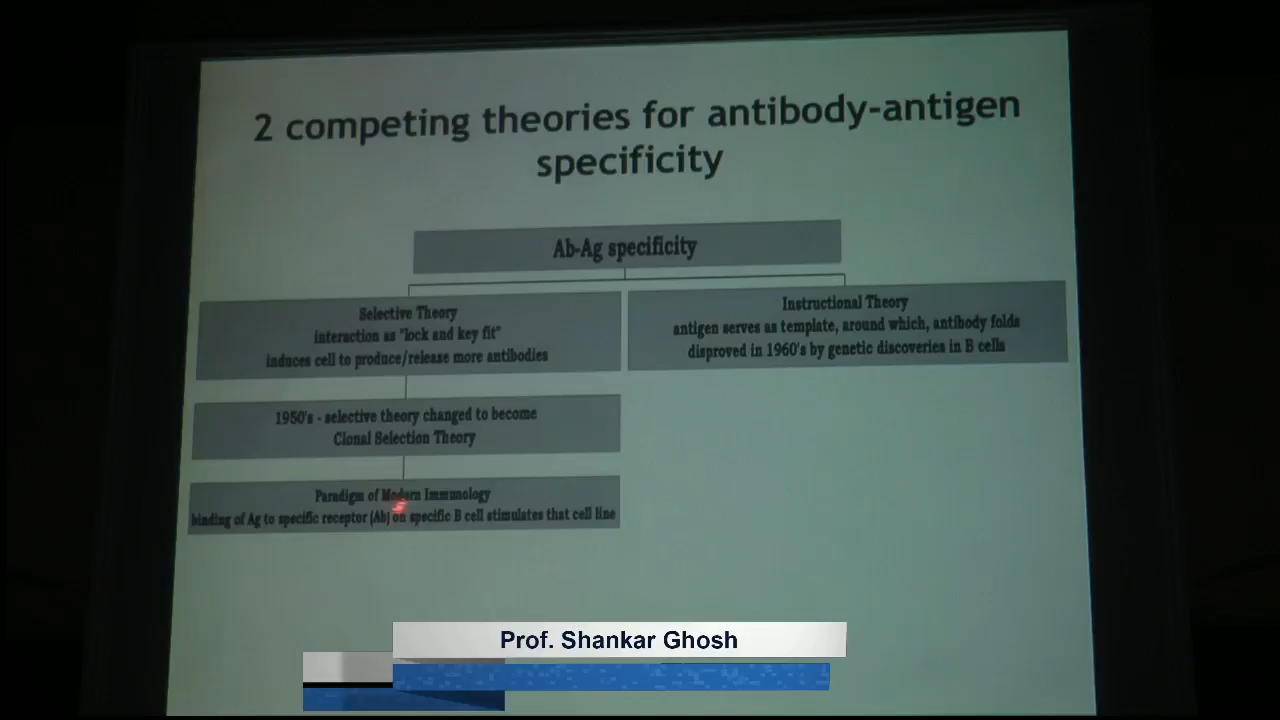 2 competing theories for antibody-antigen
specificity
Ab-Ag specificity
Selective Theory
interaction as "lock and key fit"
induces cell to produce/release more antibodies
Instructional Theory
antigen serves as template, around which, antibody folds
disproved in 1960's by genetic discoveries in B cells
1950's - selective theory changed to become
Clonal Selection Theory
Paradigm of Modern Immunology
binding of Ag to specific receptor (Ab) on specific B cell stimulates that cell line
Prof. Shankar Ghosh